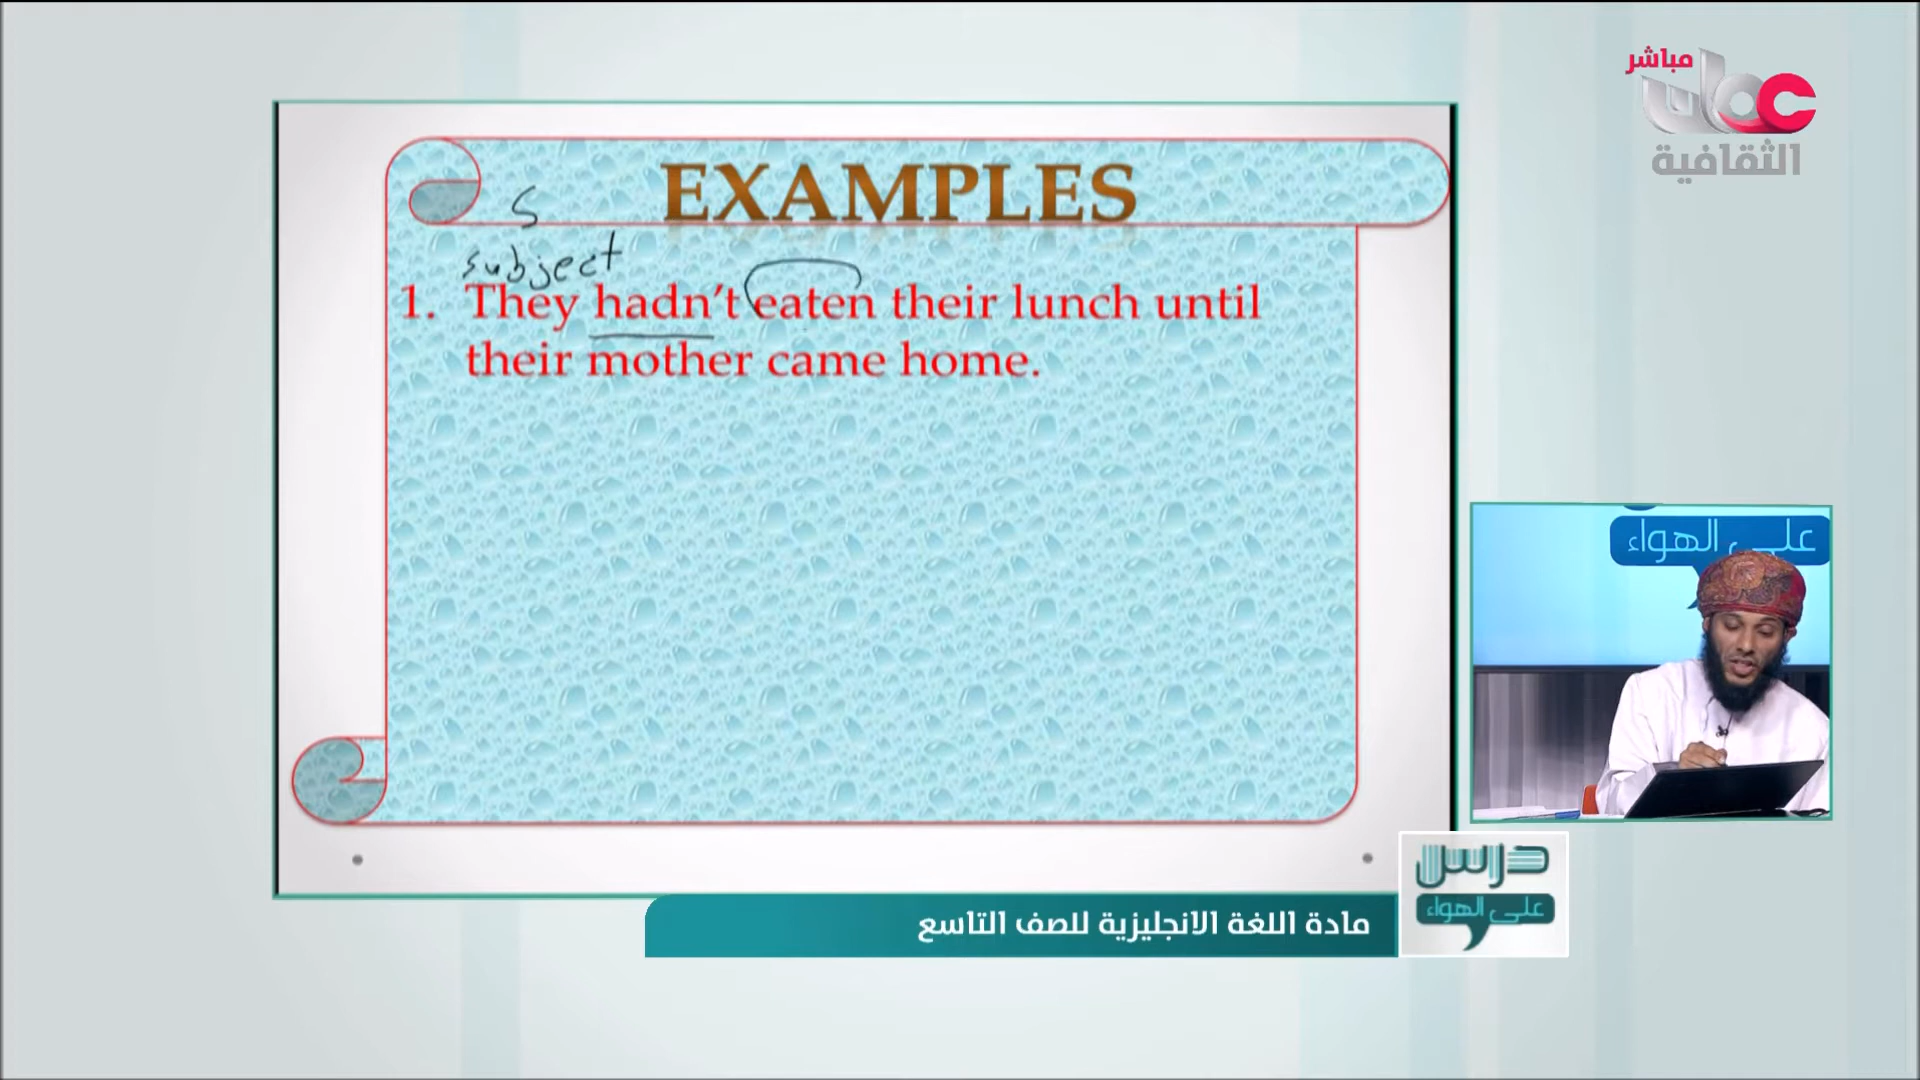 مباشر
عمان
الثقافية
EXAMPLES
S
subject
1. They hadn't eaten their lunch until
their mother came home.
على الهواء
درس
على الهواء
مادة اللغة الانجليزية للصف التاسع